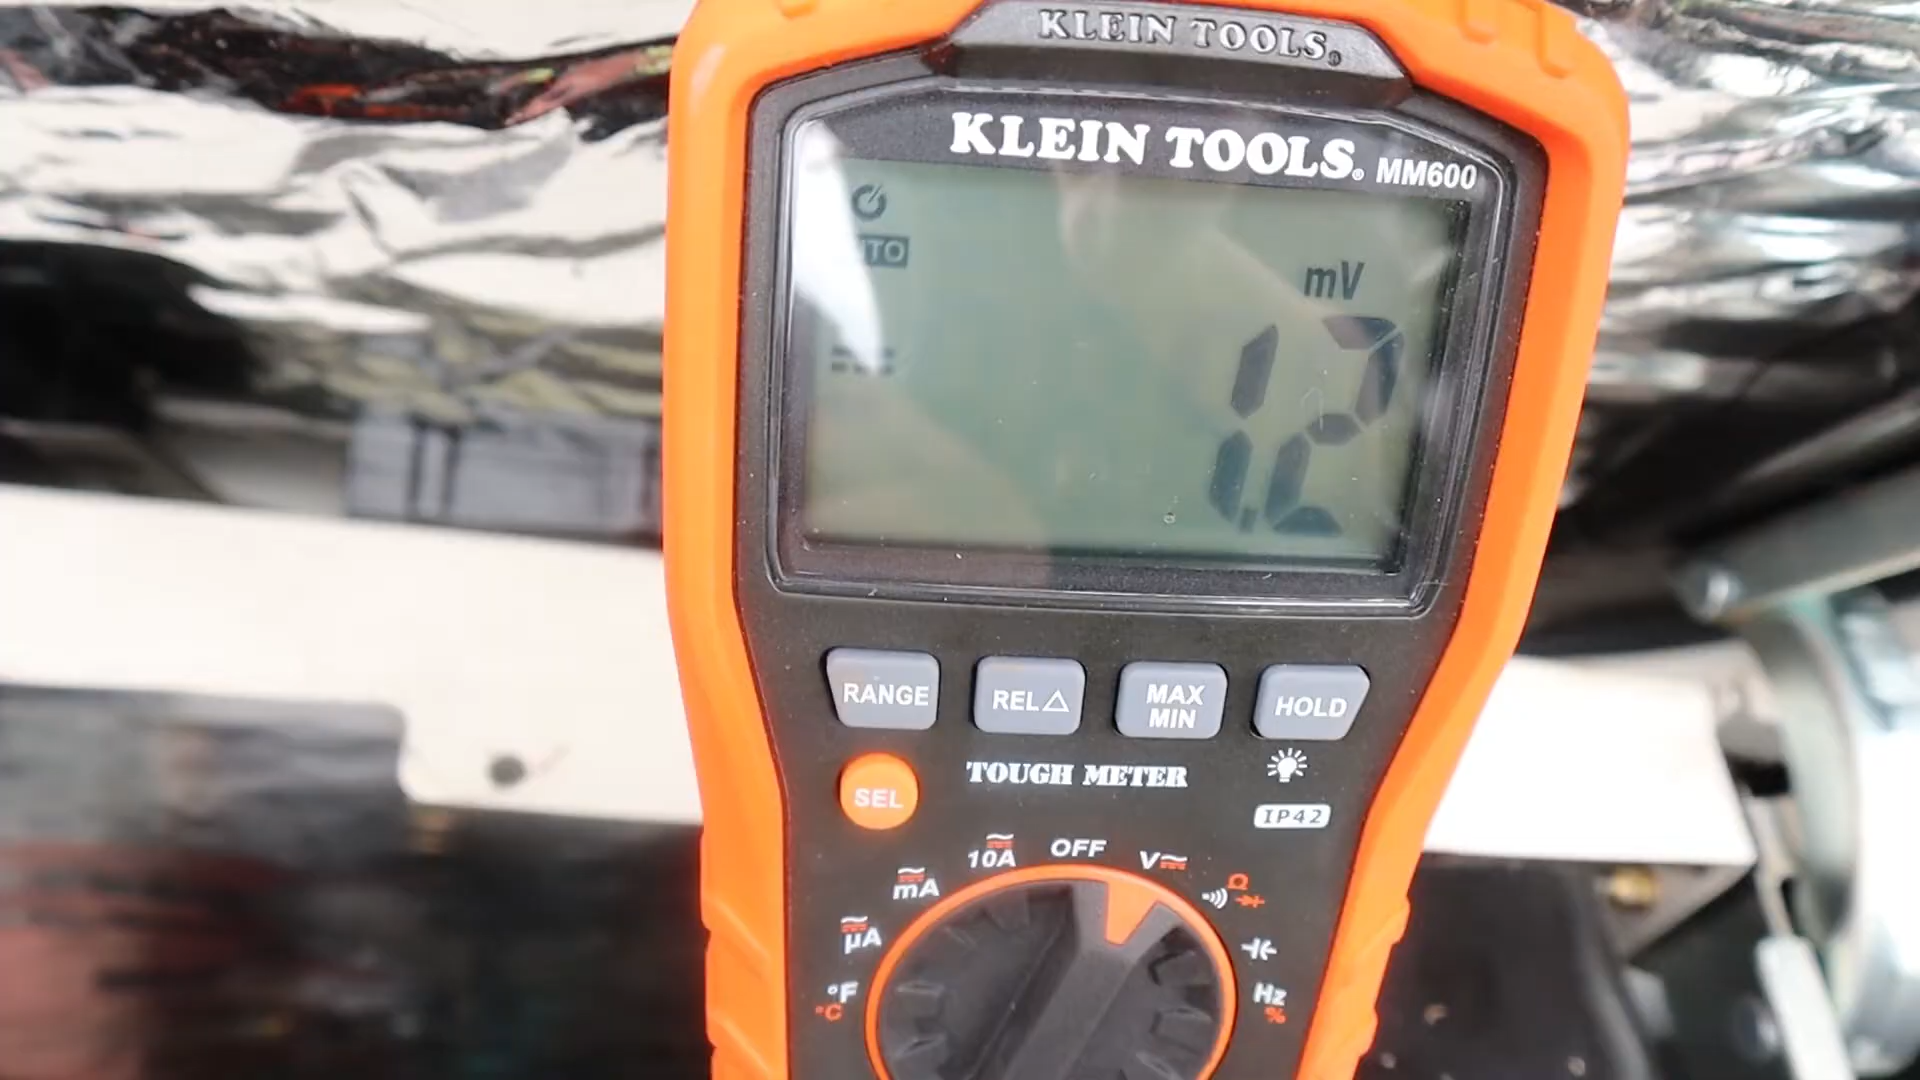 KLEIN TOOLS®
KLEIN TOOLS® MM600
mV
1.2
RANGE
REL△
MAX
MIN
HOLD
SEL
TOUGH METER
IP42
OFF
10A
V
mA
Ω
µA
°F
°C
Hz
%